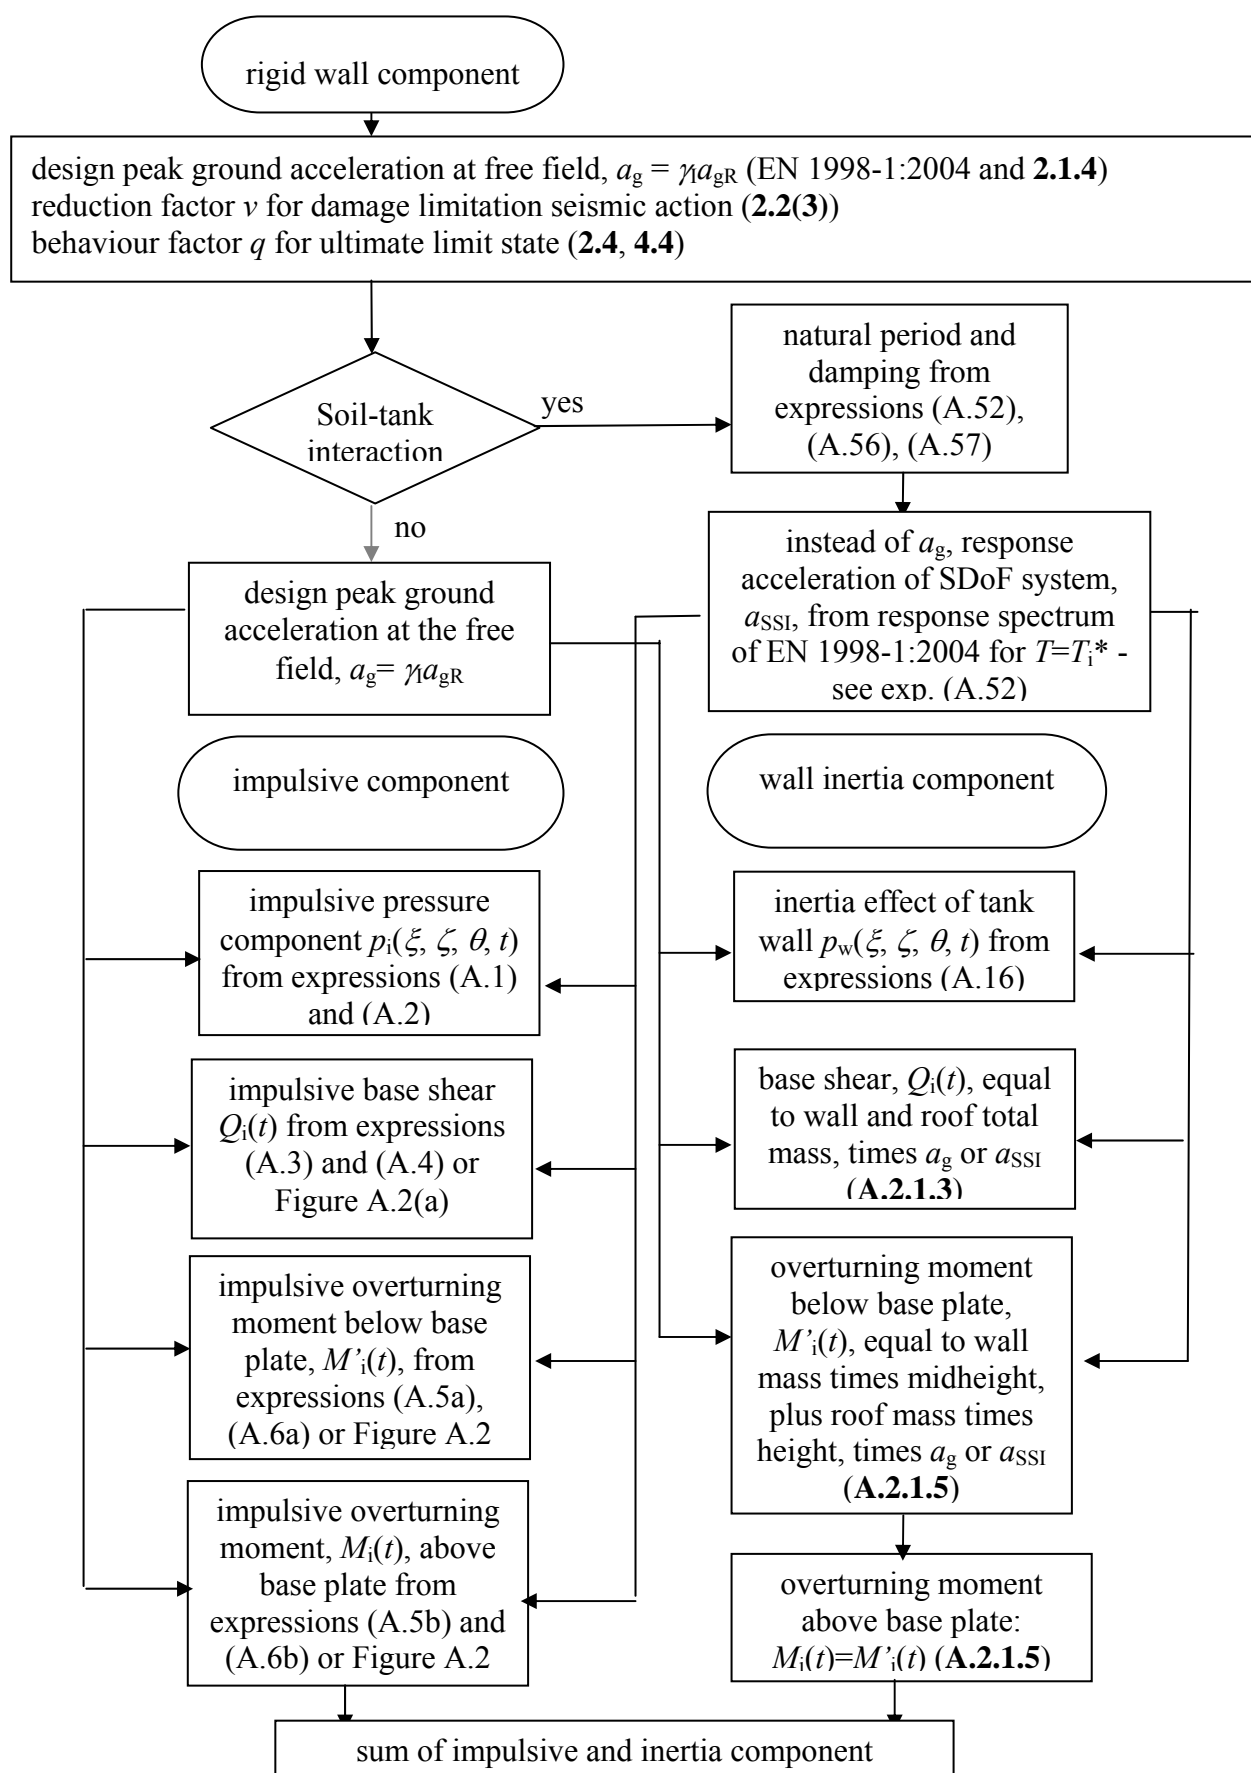 rigid wall component
design peak ground acceleration at free field, ag = γIagR (EN 1998-1:2004 and 2.1.4)
reduction factor ν for damage limitation seismic action (2.2(3))
behaviour factor q for ultimate limit state (2.4, 4.4)
Soil-tank
interaction
yes
no
natural period and
damping from
expressions (A.52),
(A.56), (A.57)
design peak ground
acceleration at the free
field, ag= γIagR
instead of ag, response
acceleration of SDoF system,
aSSI, from response spectrum
of EN 1998-1:2004 for T=Ti* -
see exp. (A.52)
impulsive component
wall inertia component
impulsive pressure
component pi(ξ, ζ, θ, t)
from expressions (A.1)
and (A.2)
inertia effect of tank
wall pw(ξ, ζ, θ, t) from
expressions (A.16)
impulsive base shear
Qi(t) from expressions
(A.3) and (A.4) or
Figure A.2(a)
base shear, Qi(t), equal
to wall and roof total
mass, times ag or aSSI
(A.2.1.3)
impulsive overturning
moment below base
plate, M’i(t), from
expressions (A.5a),
(A.6a) or Figure A.2
overturning moment
below base plate,
M’i(t), equal to wall
mass times midheight,
plus roof mass times
height, times ag or aSSI
(A.2.1.5)
impulsive overturning
moment, Mi(t), above
base plate from
expressions (A.5b) and
(A.6b) or Figure A.2
overturning moment
above base plate:
Mi(t)=M’i(t) (A.2.1.5)
sum of impulsive and inertia component